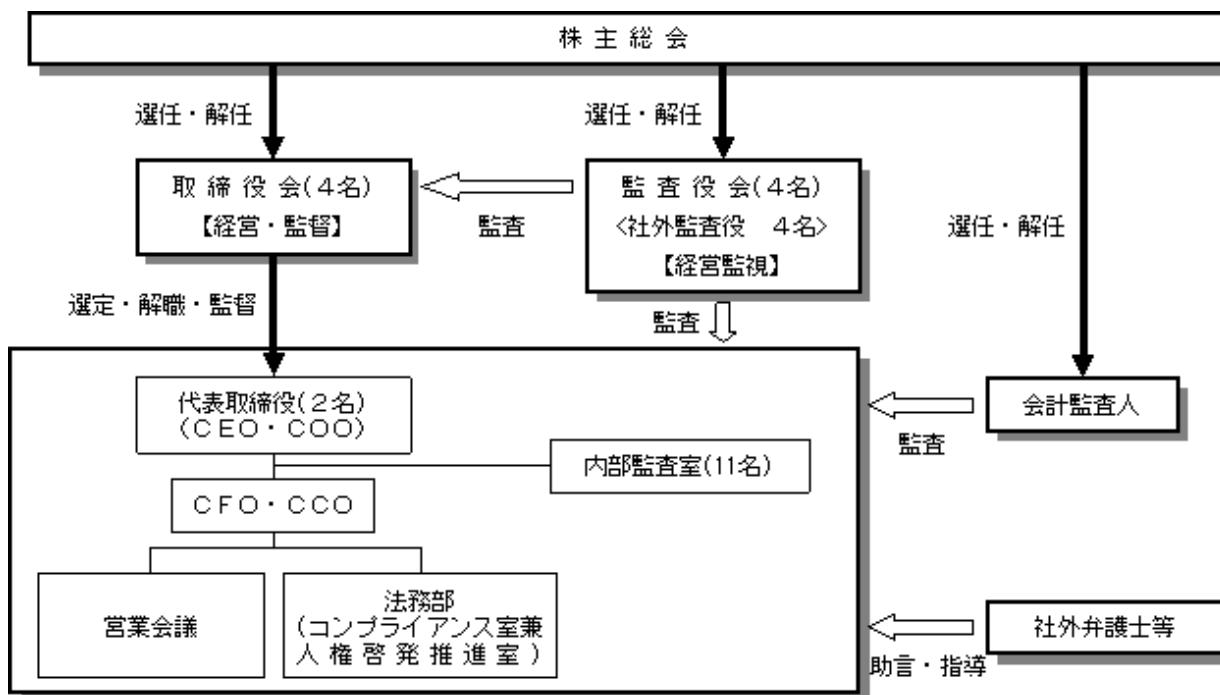 株 主 総 会
選任・解任
選任・解任
選任・解任
取 締 役 会(４名)
【経営・監督】
監査
監 査 役 会(４名)
<社外監査役　４名>
【経営監視】
選定・解職・監督
監査
代表取締役(２名)
(ＣＥＯ・ＣＯＯ)
内部監査室(11名)
ＣＦＯ・ＣＣＯ
営業会議
法務部
(コンプライアンス室兼
人 権 啓 発 推 進 室 )
会計監査人
監査
社外弁護士等
助言・指導